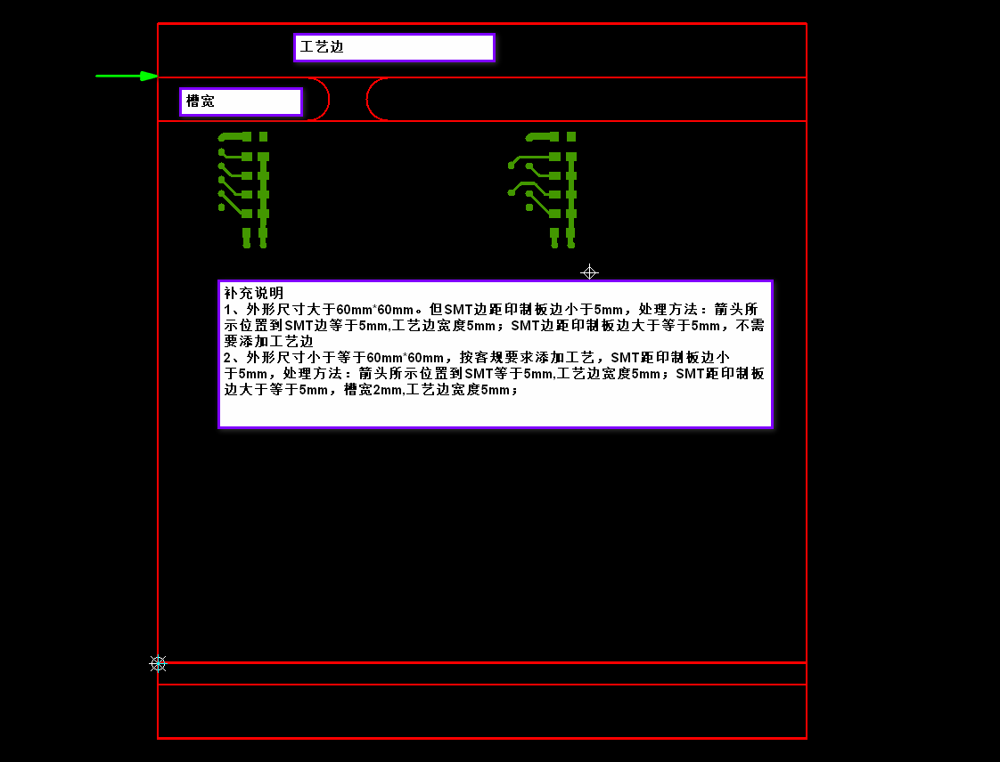 工艺边
槽宽
补充说明
1、外形尺寸大于60mm*60mm。但SMT边距印制板边小于5mm，处理方法：箭头所
示位置到SMT边等于5mm,工艺边宽度5mm；SMT边距印制板边大于等于5mm，不需
要添加工艺边
2、外形尺寸小于等于60mm*60mm，按客规要求添加工艺，SMT距印制板边小
于5mm，处理方法：箭头所示位置到SMT等于5mm,工艺边宽度5mm；SMT距印制板
边大于等于5mm，槽宽2mm,工艺边宽度5mm；